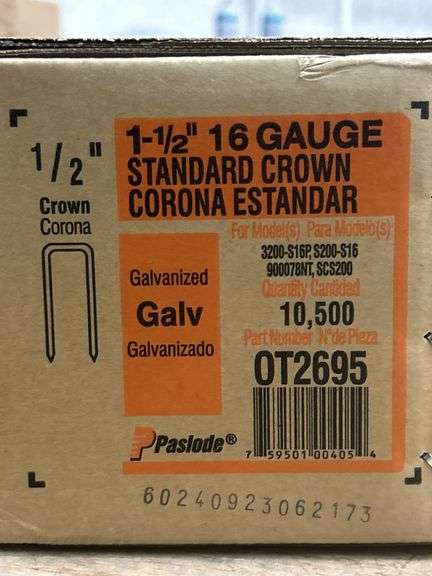 1/2"
Crown
Corona
1-1/2" 16 GAUGE
STANDARD CROWN
CORONA ESTANDAR
For Model(s) Para Modelo(s)
3200-S16P, S200-S16
900078NT, SCS200
Quantity Cantidad
10,500
Part Number N° de Pieza
OT2695
Galvanized
Galv
Galvanizado
Paslode®
7 59501 00405 4
60240923062173